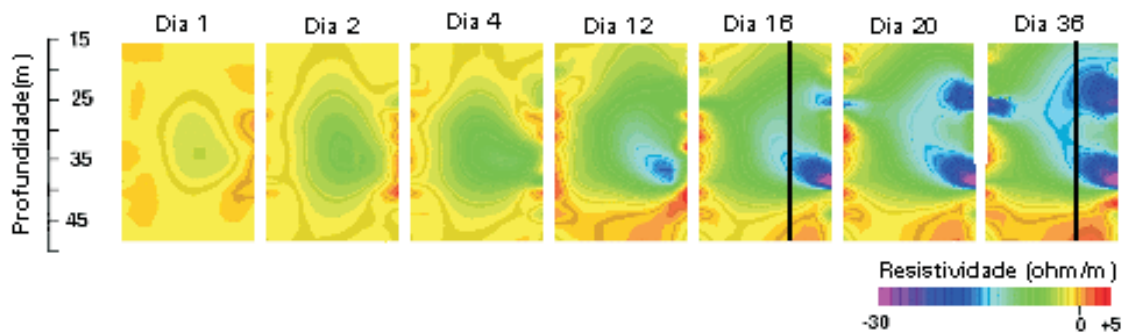 Dia 1
Dia 2
Dia 4
Dia 12
Dia 16
Dia 20
Dia 36
Profundidade(m)
15
25
35
45
Resistividade (ohm/m)
-30
0
+5